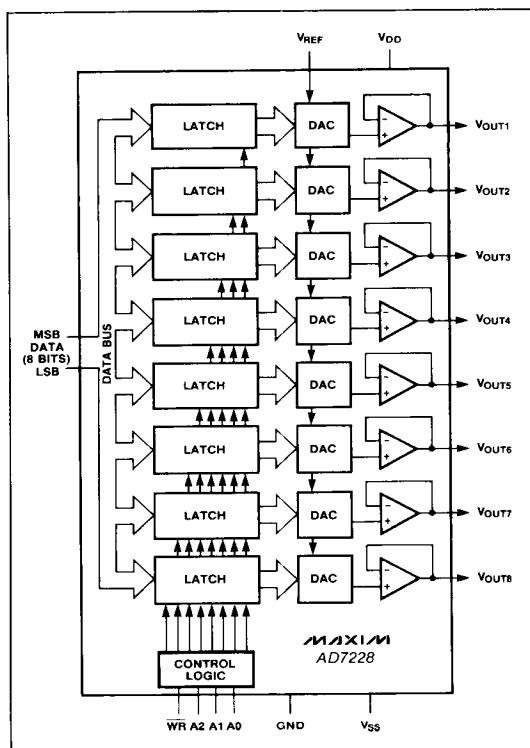 VREF VDD
LATCH DAC - + VOUT1
LATCH DAC - + VOUT2
LATCH DAC - + VOUT3
LATCH DAC - + VOUT4
MSB
DATA
(8 BITS)
LSB
DATA BUS
LATCH DAC - + VOUT5
LATCH DAC - + VOUT6
LATCH DAC - + VOUT7
LATCH DAC - + VOUT8
CONTROL
LOGIC
MAXIM
AD7228
W̅R̅ A2 A1 A0 GND VSS